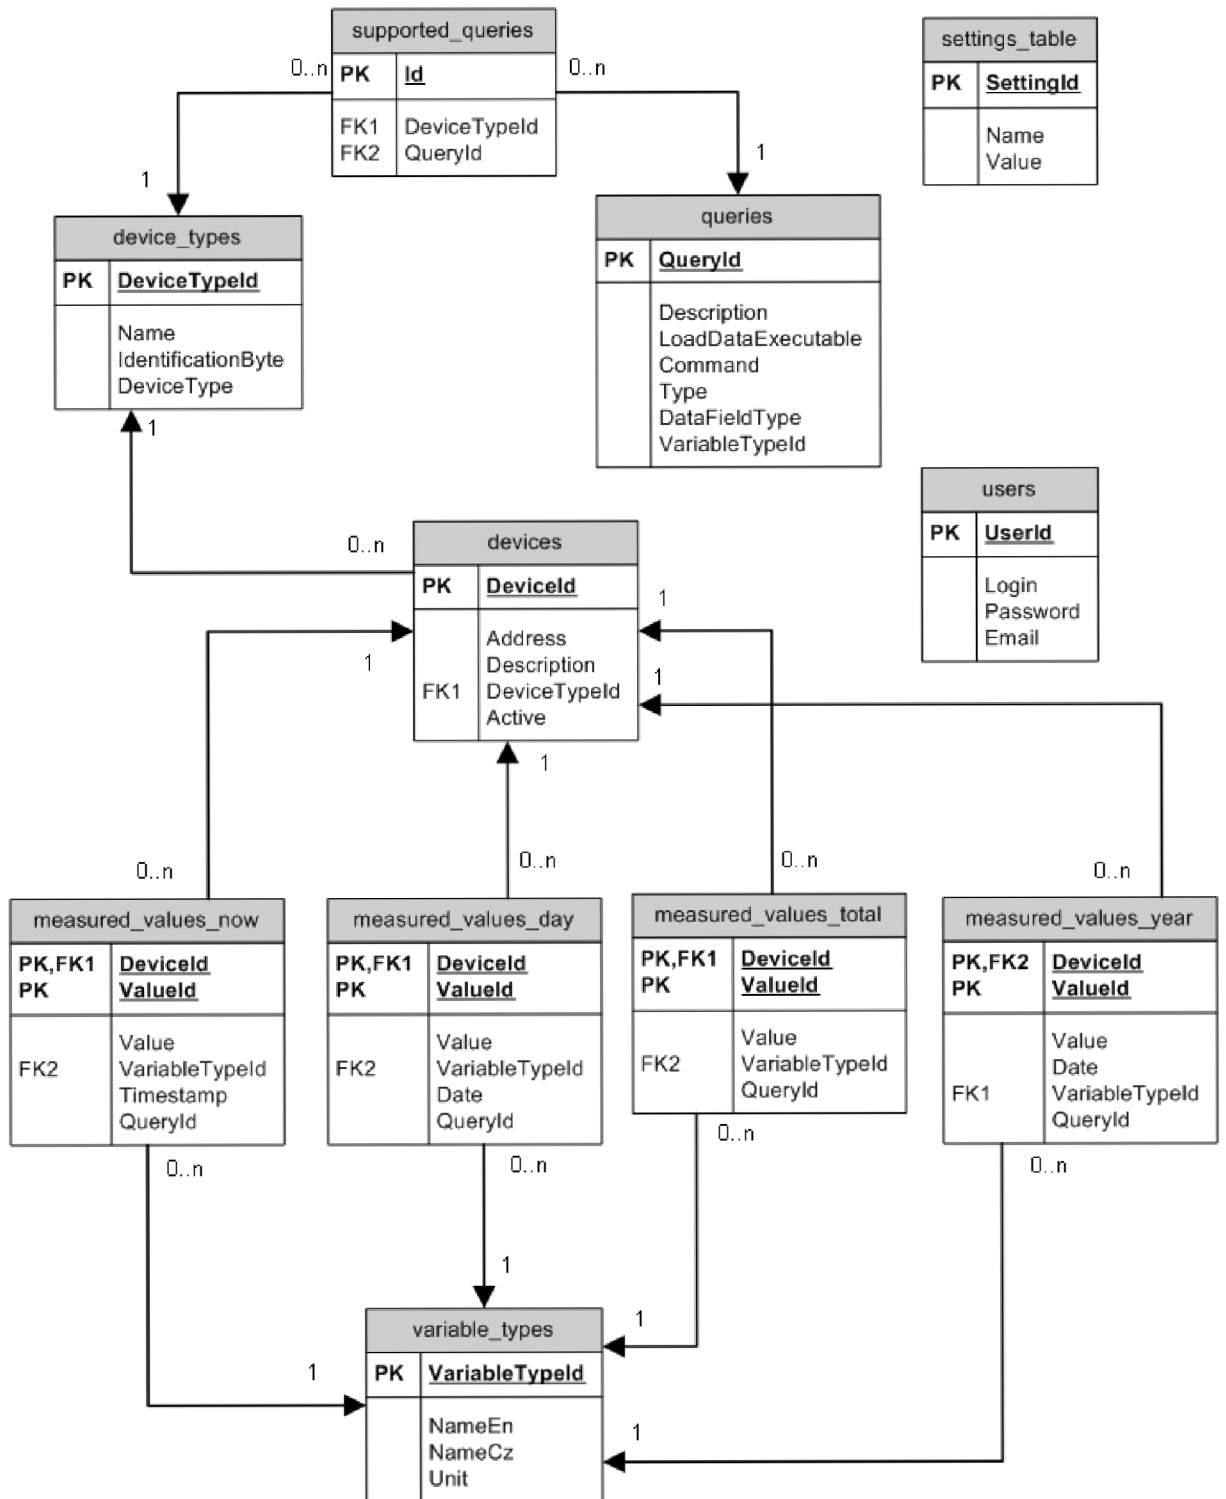 supported_queries
PK Id
FK1 DeviceTypeId
FK2 QueryId
settings_table
PK SettingId
Name
Value
0..n
0..n
1
1
device_types
PK DeviceTypeId
Name
IdentificationByte
DeviceType
queries
PK QueryId
Description
LoadDataExecutable
Command
Type
DataFieldType
VariableTypeId
1
users
PK UserId
Login
Password
Email
0..n
devices
PK DeviceId
Address
Description
FK1 DeviceTypeId
Active
1
1
1
1
0..n
0..n
0..n
0..n
measured_values_now
PK,FK1 DeviceId
PK ValueId
Value
FK2 VariableTypeId
Timestamp
QueryId
measured_values_day
PK,FK1 DeviceId
PK ValueId
Value
FK2 VariableTypeId
Date
QueryId
measured_values_total
PK,FK1 DeviceId
PK ValueId
Value
FK2 VariableTypeId
QueryId
measured_values_year
PK,FK2 DeviceId
PK ValueId
Value
Date
FK1 VariableTypeId
QueryId
0..n
0..n
0..n
0..n
1
1
1
1
variable_types
PK VariableTypeId
NameEn
NameCz
Unit